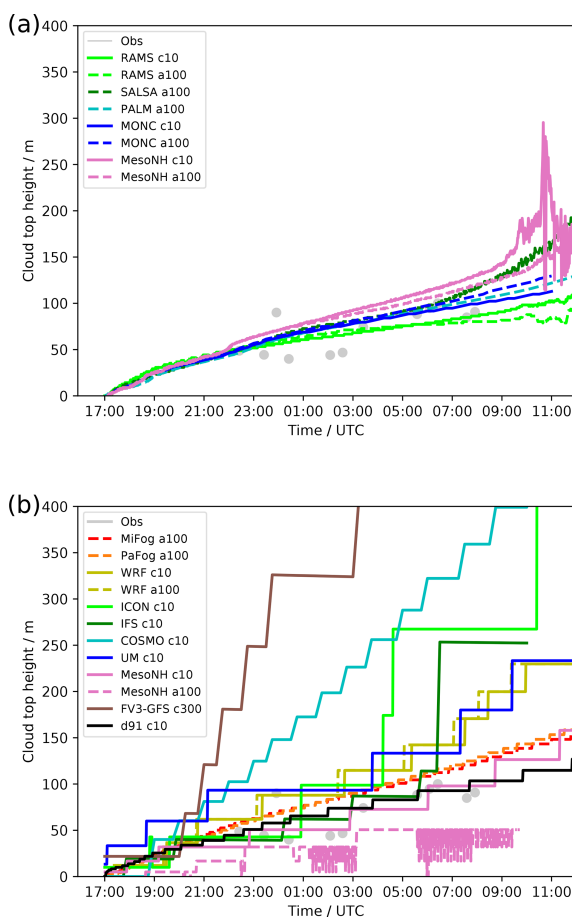 (a)
400
350
300
250
200
150
100
50
0
Cloud top height / m
Obs
RAMS c10
RAMS a100
SALSA a100
PALM a100
MONC c10
MONC a100
MesoNH c10
MesoNH a100
17:00 19:00 21:00 23:00 01:00 03:00 05:00 07:00 09:00 11:00
Time / UTC
(b)
400
350
300
250
200
150
100
50
0
Cloud top height / m
Obs
MiFog a100
PaFog a100
WRF c10
WRF a100
ICON c10
IFS c10
COSMO c10
UM c10
MesoNH c10
MesoNH a100
FV3-GFS c300
d91 c10
17:00 19:00 21:00 23:00 01:00 03:00 05:00 07:00 09:00 11:00
Time / UTC